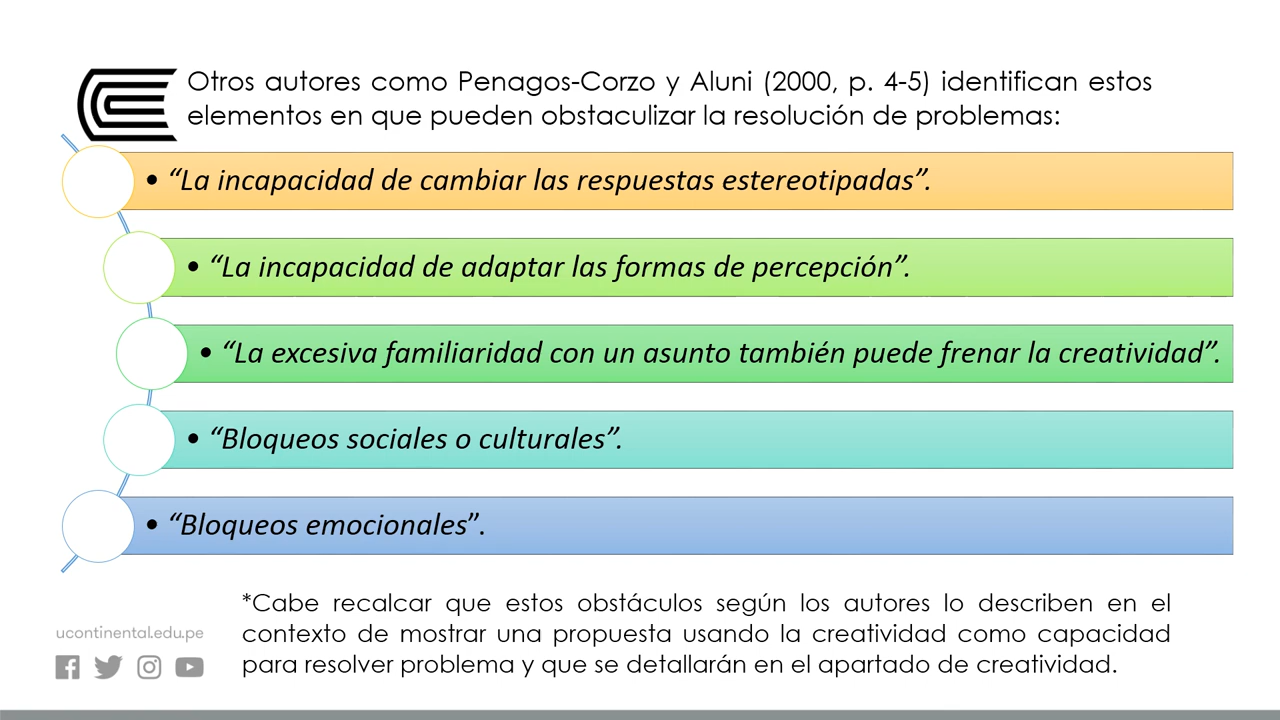 Otros autores como Penagos-Corzo y Aluni (2000, p. 4-5) identifican estos
elementos en que pueden obstaculizar la resolución de problemas:
• “La incapacidad de cambiar las respuestas estereotipadas”.
• “La incapacidad de adaptar las formas de percepción”.
• “La excesiva familiaridad con un asunto también puede frenar la creatividad”.
• “Bloqueos sociales o culturales”.
• “Bloqueos emocionales”.
*Cabe recalcar que estos obstáculos según los autores lo describen en el
contexto de mostrar una propuesta usando la creatividad como capacidad
para resolver problema y que se detallarán en el apartado de creatividad.
ucontinental.edu.pe